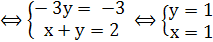 ⇔ { − 3y = −3 ⇔ { y = 1
x + y = 2 x = 1